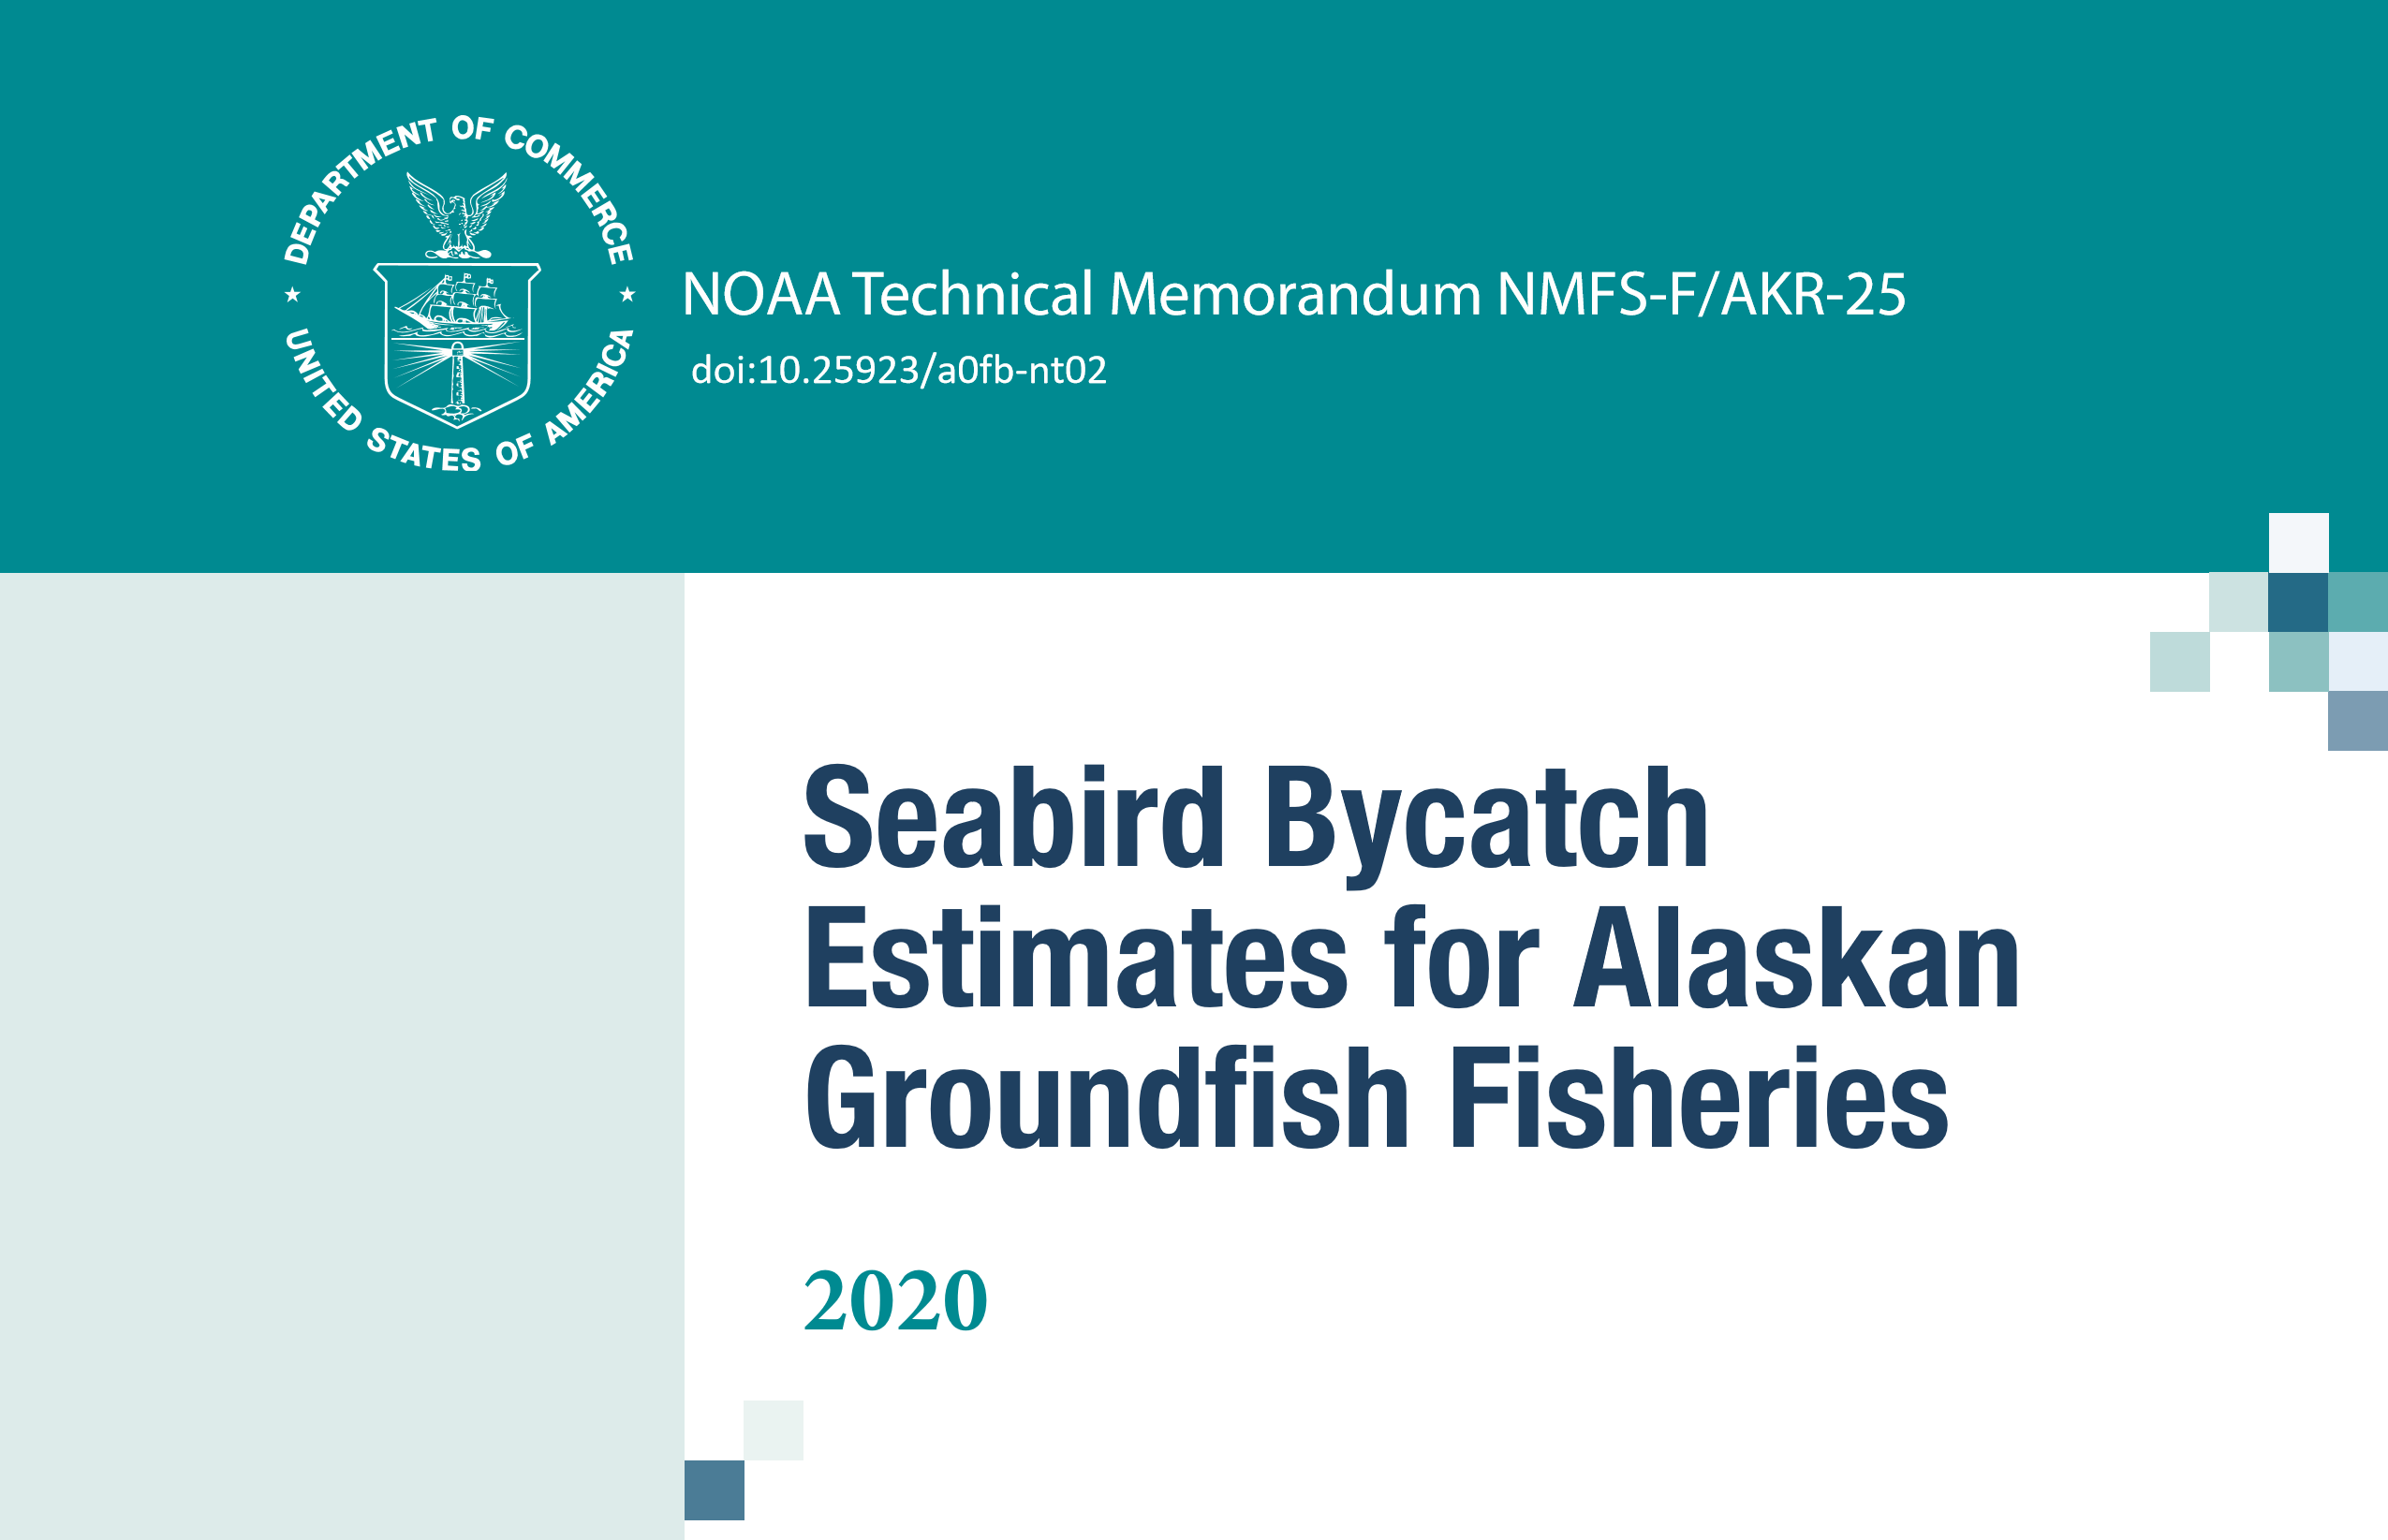 DEPARTMENT OF COMMERCE
UNITED STATES OF AMERICA
NOAA Technical Memorandum NMFS-F/AKR-25
doi:10.25923/a0fb-nt02
Seabird Bycatch
Estimates for Alaskan
Groundfish Fisheries
2020